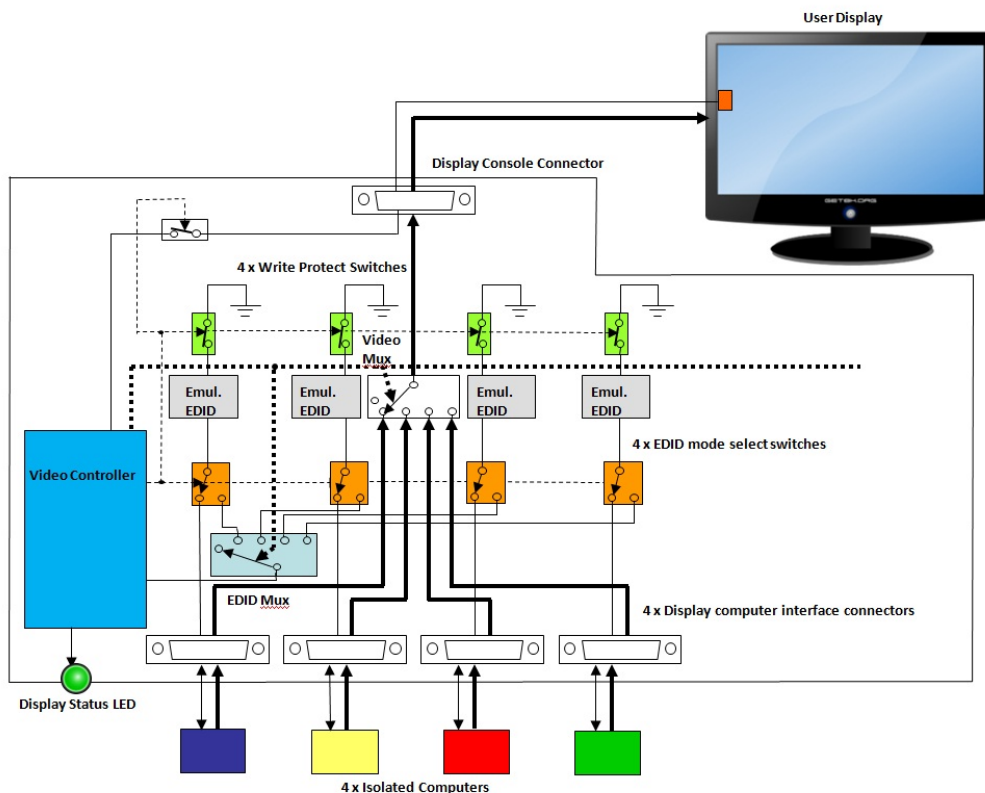 User Display
Display Console Connector
GETBH.ORG
4 x Write Protect Switches
Video
Mux
Emul.
EDID
Emul.
EDID
Emul.
EDID
Emul.
EDID
4 x EDID mode select switches
Video Controller
EDID Mux
4 x Display computer interface connectors
Display Status LED
4 x Isolated Computers